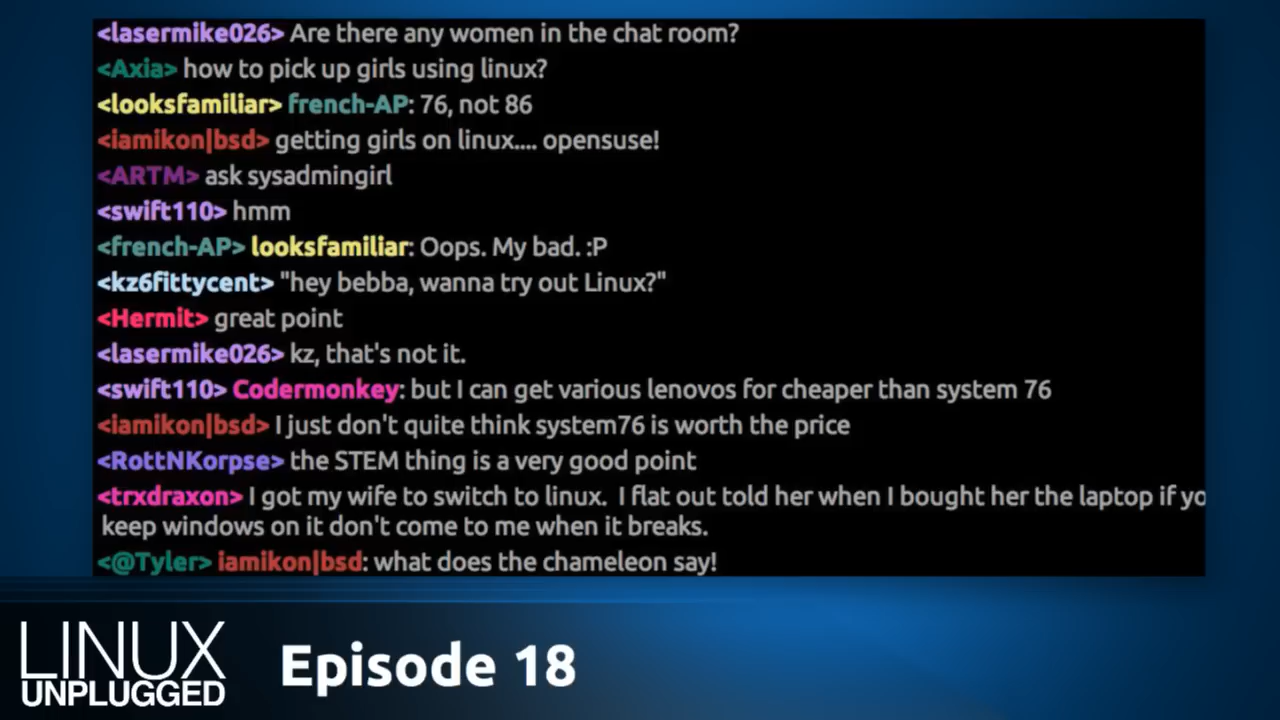 <lasermike026> Are there any women in the chat room?
<Axia> how to pick up girls using linux?
<looksfamiliar> french-AP: 76, not 86
<iamikon|bsd> getting girls on linux.... opensuse!
<ARTM> ask sysadmingirl
<swift110> hmm
<french-AP> looksfamiliar: Oops. My bad. :P
<kz6fittycent> "hey bebba, wanna try out Linux?"
<Hermit> great point
<lasermike026> kz, that's not it.
<swift110> Codermonkey: but I can get various lenovos for cheaper than system 76
<iamikon|bsd> I just don't quite think system76 is worth the price
<RottNKorpse> the STEM thing is a very good point
<trxdraxon> I got my wife to switch to linux.  I flat out told her when I bought her the laptop if yo
keep windows on it don't come to me when it breaks.
<@Tyler> iamikon|bsd: what does the chameleon say!
LINUX
UNPLUGGED
Episode 18